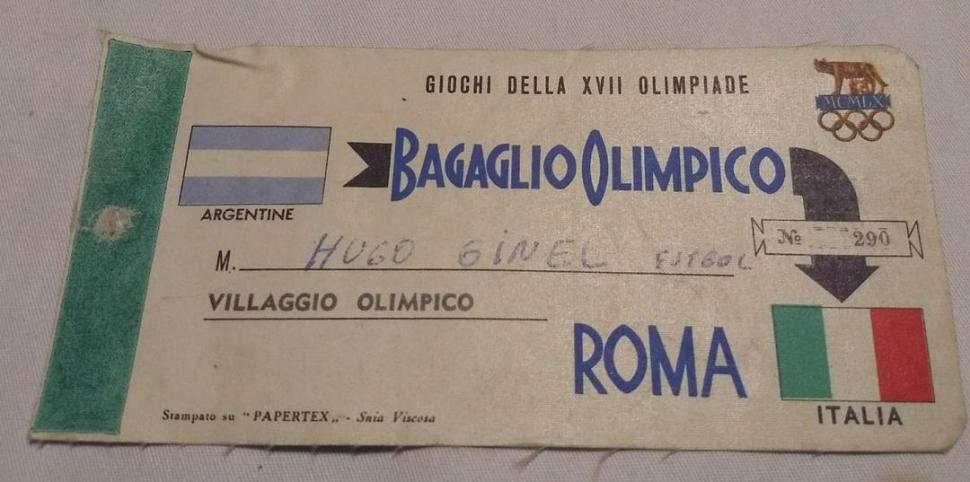 GIOCHI DELLA XVII OLIMPIADE
MCMLX
BAGAGLIO OLIMPICO
ARGENTINE
№ 290
M. HUGO GINEL FUTBOL
VILLAGGIO OLIMPICO
ROMA
ITALIA
Stampato su "PAPERTEX„ - Snia Viscosa